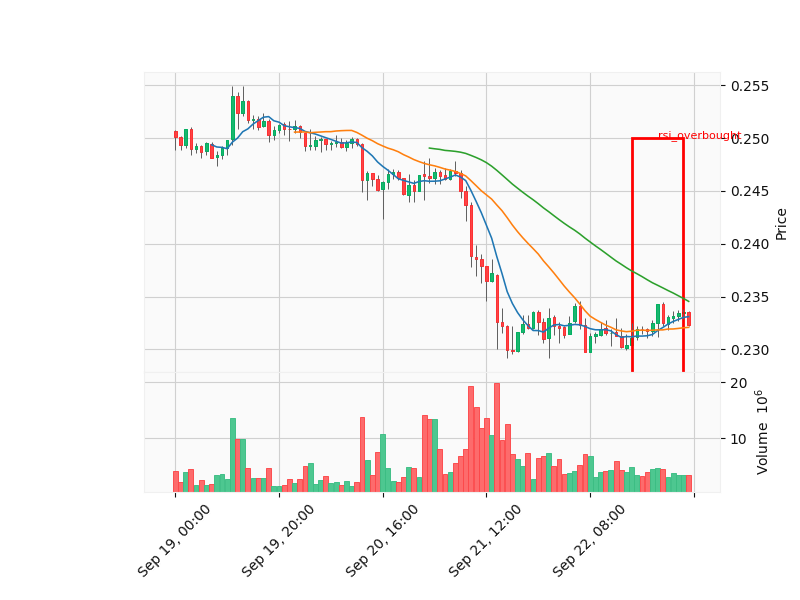 0.255
rsi_overbought
0.250
0.245
0.240
0.235
0.230
Price
20
10
Volume 10^6
Sep 19, 00:00
Sep 19, 20:00
Sep 20, 16:00
Sep 21, 12:00
Sep 22, 08:00